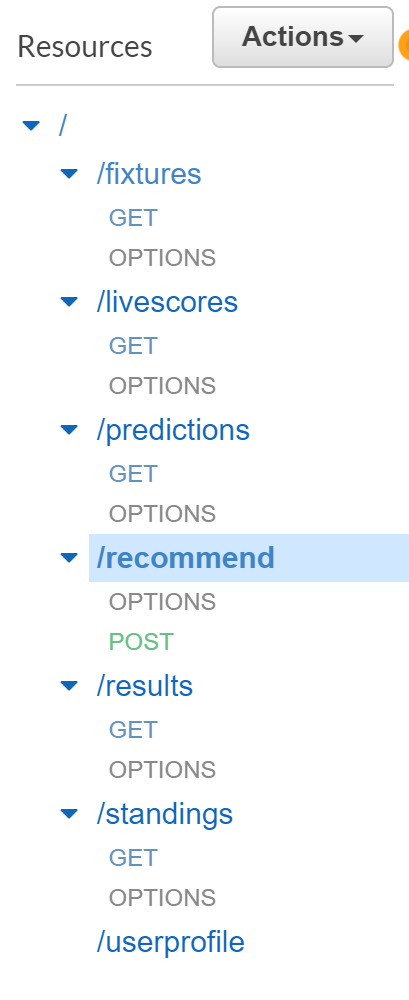 Resources
Actions
/
/fixtures
GET
OPTIONS
/livescores
GET
OPTIONS
/predictions
GET
OPTIONS
/recommend
OPTIONS
POST
/results
GET
OPTIONS
/standings
GET
OPTIONS
/userprofile